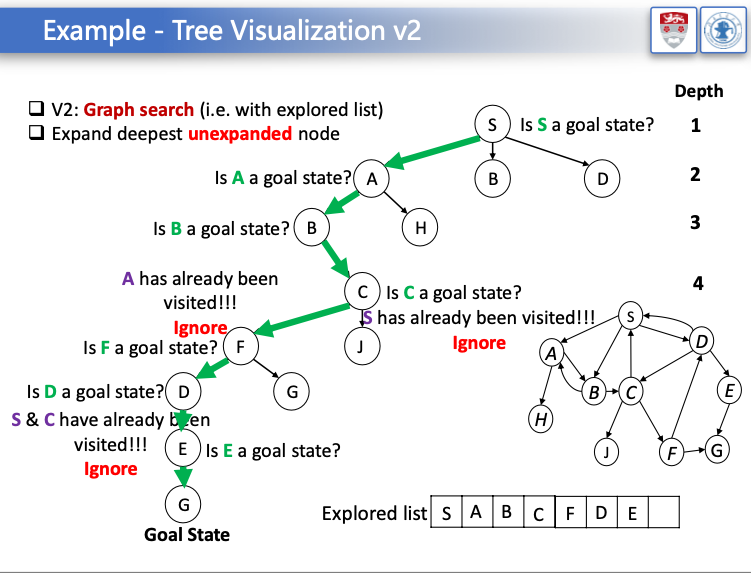 Example - Tree Visualization v2
Depth
V2: Graph search (i.e. with explored list)
Expand deepest unexpanded node
S
Is S a goal state?
1
Is A a goal state?
A
B
D
2
Is B a goal state?
B
H
3
A has already been
visited!!!
Ignore
C
Is C a goal state?
4
S has already been visited!!!
Ignore
Is F a goal state?
F
J
Is D a goal state?
D
G
S & C have already been
visited!!!
Ignore
E
Is E a goal state?
G
Goal State
S
A
D
B
C
E
H
J
F
G
Explored list
S A B C F D E